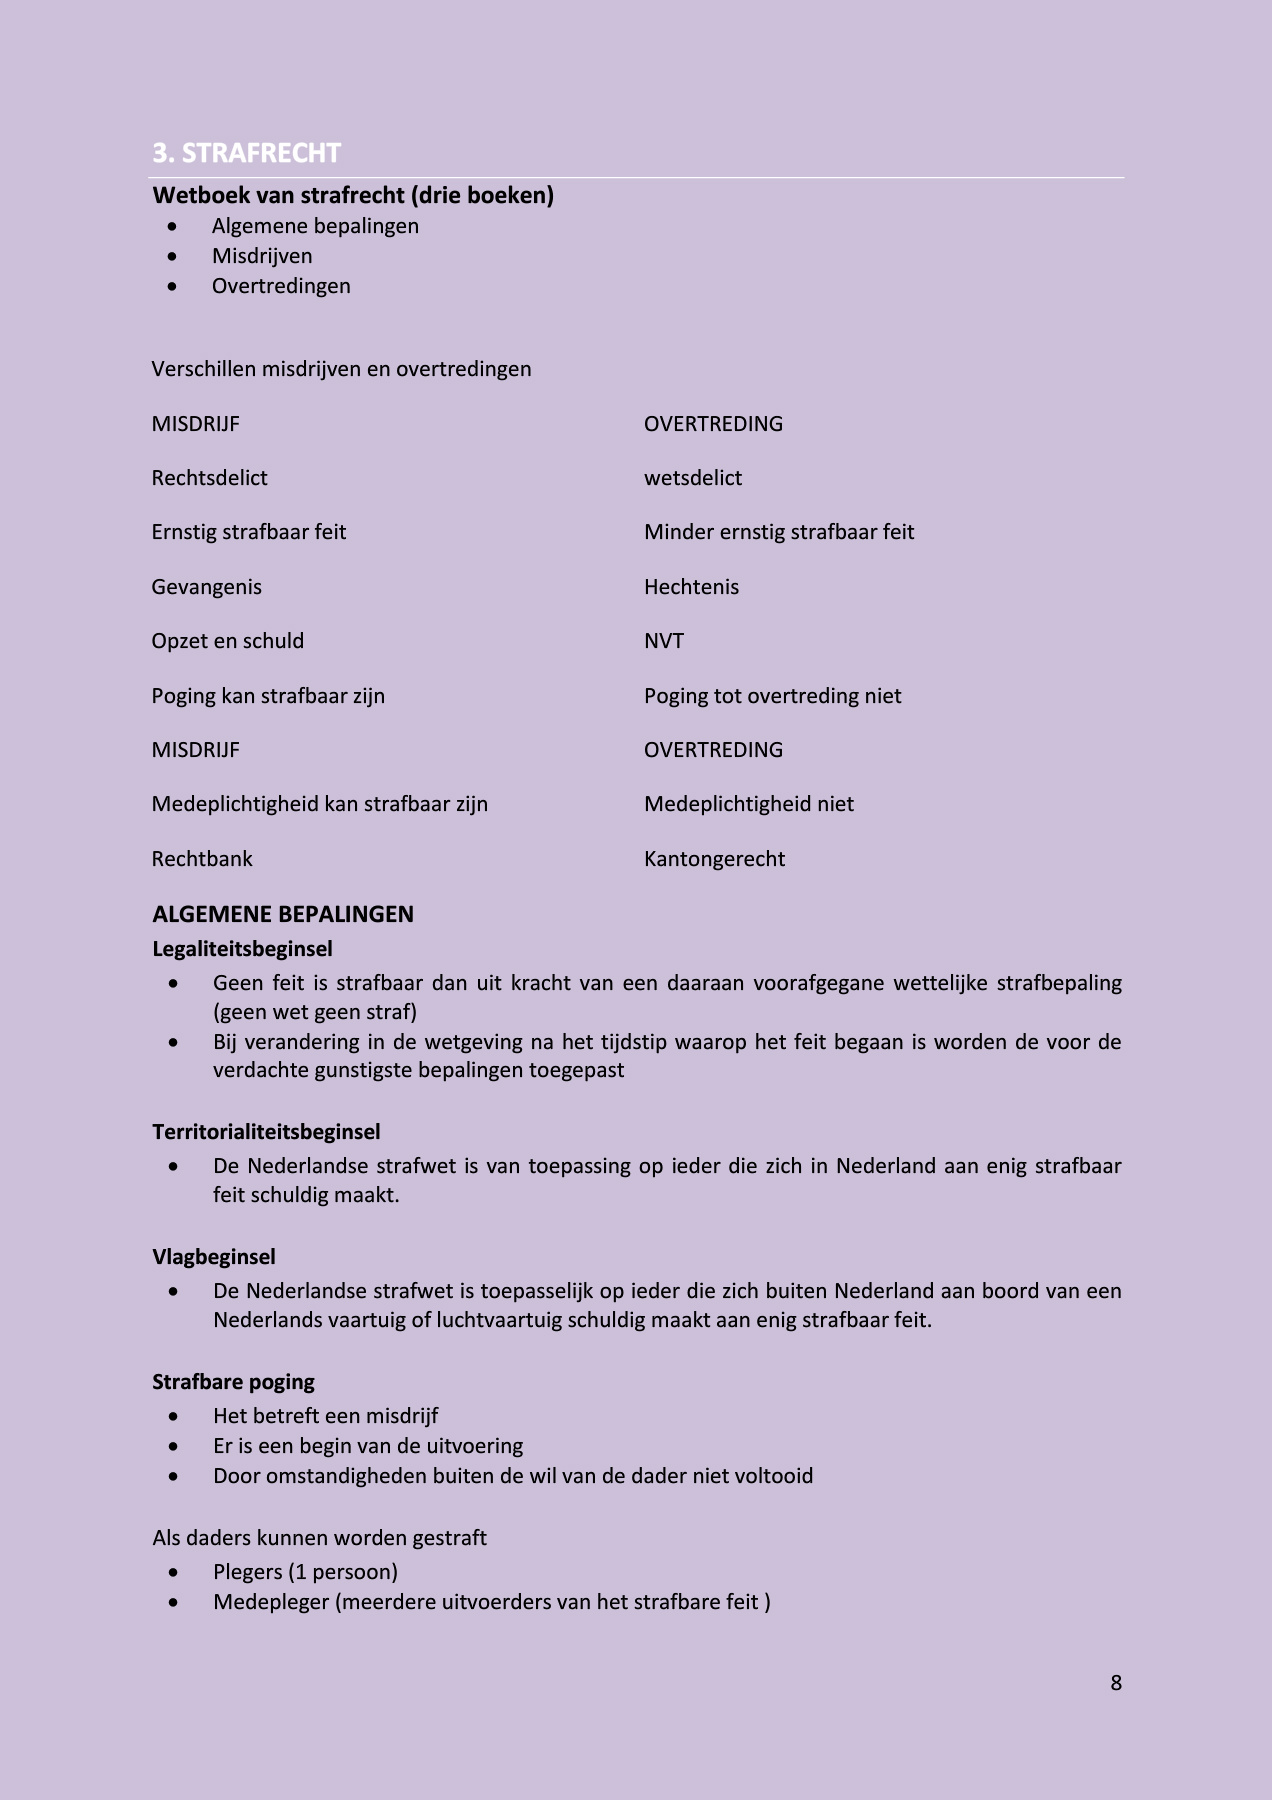 3. STRAFRECHT
Wetboek van strafrecht (drie boeken)
• Algemene bepalingen
• Misdrijven
• Overtredingen
Verschillen misdrijven en overtredingen
MISDRIJF OVERTREDING
Rechtsdelict wetsdelict
Ernstig strafbaar feit Minder ernstig strafbaar feit
Gevangenis Hechtenis
Opzet en schuld NVT
Poging kan strafbaar zijn Poging tot overtreding niet
MISDRIJF OVERTREDING
Medeplichtigheid kan strafbaar zijn Medeplichtigheid niet
Rechtbank Kantongerecht
ALGEMENE BEPALINGEN
Legaliteitsbeginsel
• Geen feit is strafbaar dan uit kracht van een daaraan voorafgegane wettelijke strafbepaling
(geen wet geen straf)
• Bij verandering in de wetgeving na het tijdstip waarop het feit begaan is worden de voor de
verdachte gunstigste bepalingen toegepast
Territorialiteitsbeginsel
• De Nederlandse strafwet is van toepassing op ieder die zich in Nederland aan enig strafbaar
feit schuldig maakt.
Vlagbeginsel
• De Nederlandse strafwet is toepasselijk op ieder die zich buiten Nederland aan boord van een
Nederlands vaartuig of luchtvaartuig schuldig maakt aan enig strafbaar feit.
Strafbare poging
• Het betreft een misdrijf
• Er is een begin van de uitvoering
• Door omstandigheden buiten de wil van de dader niet voltooid
Als daders kunnen worden gestraft
• Plegers (1 persoon)
• Medepleger (meerdere uitvoerders van het strafbare feit )
8